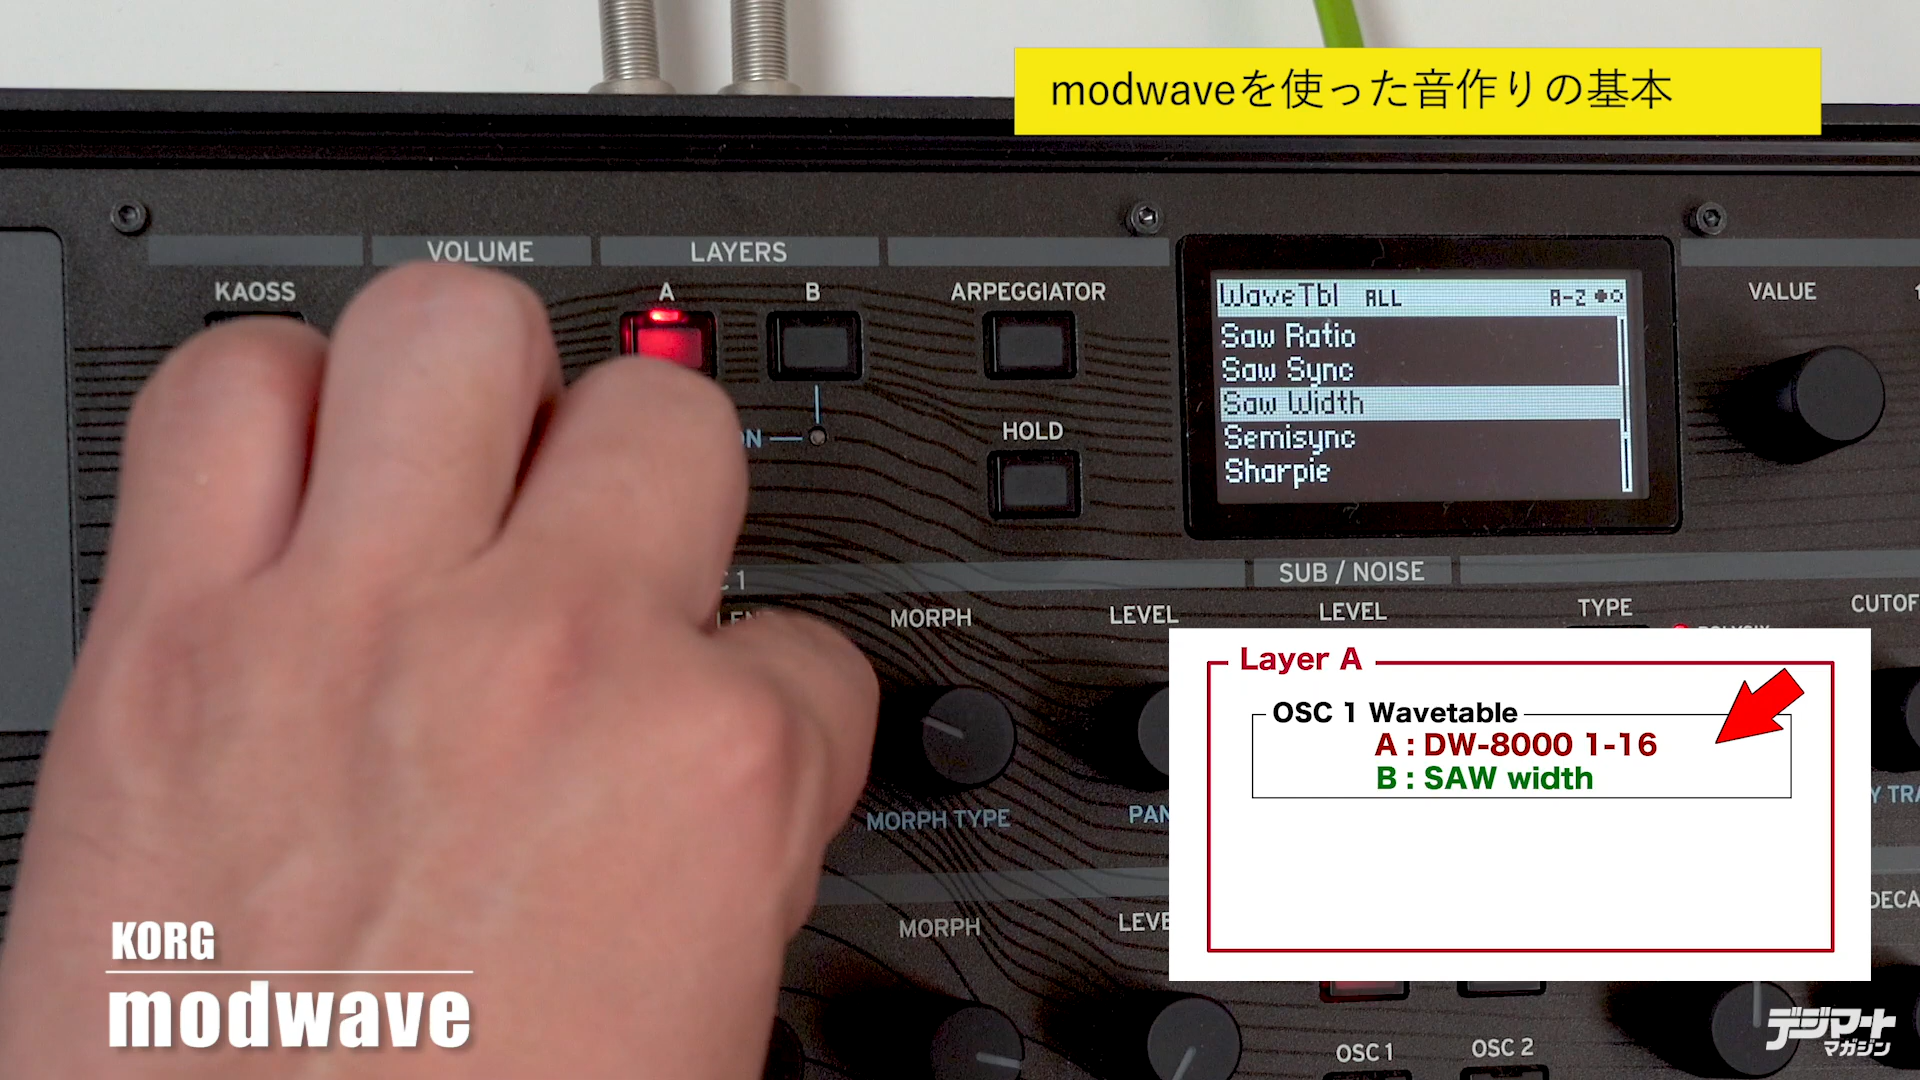 modwaveを使った音作りの基本
VOLUME
LAYERS
KAOSS
A
B
ARPEGGIATOR
VALUE
WaveTbl ALL A-Z
Saw Ratio
Saw Sync
Saw Width
Semisync
Sharpie
HOLD
SUB / NOISE
MORPH
LEVEL
LEVEL
TYPE
Layer A
OSC 1 Wavetable
A : DW-8000 1-16
B : SAW width
MORPH TYPE
PAN
MORPH
KORG
modwave
OSC 1
OSC 2
デジマート
マガジン